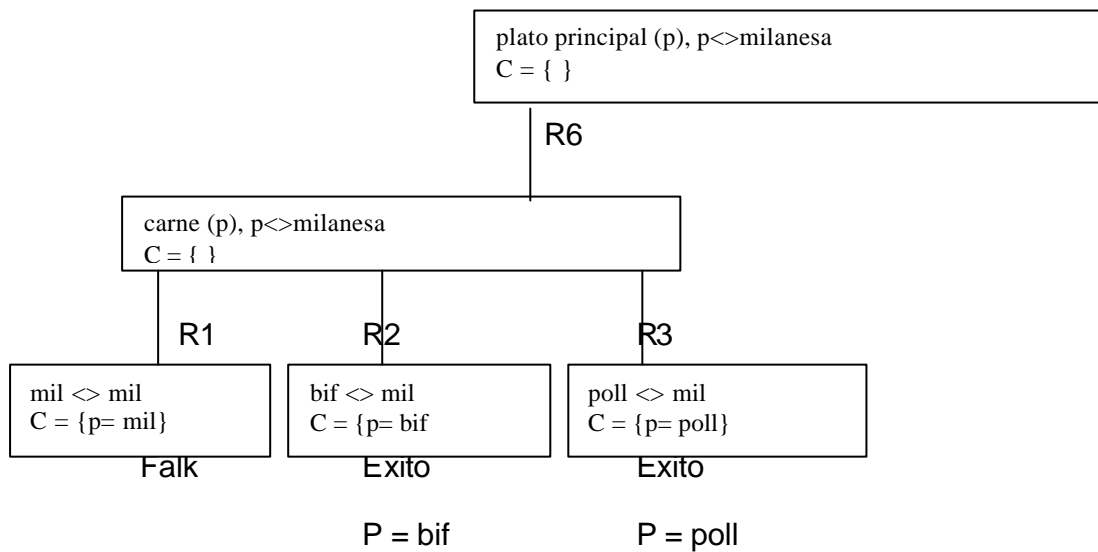 plato principal (p), p<>milanesa
C = { }
R6
carne (p), p<>milanesa
C = { }
R1
R2
R3
mil <> mil
C = {p= mil}
bif <> mil
C = {p= bif
poll <> mil
C = {p= poll}
Falk
Exito
Exito
P = bif
P = poll